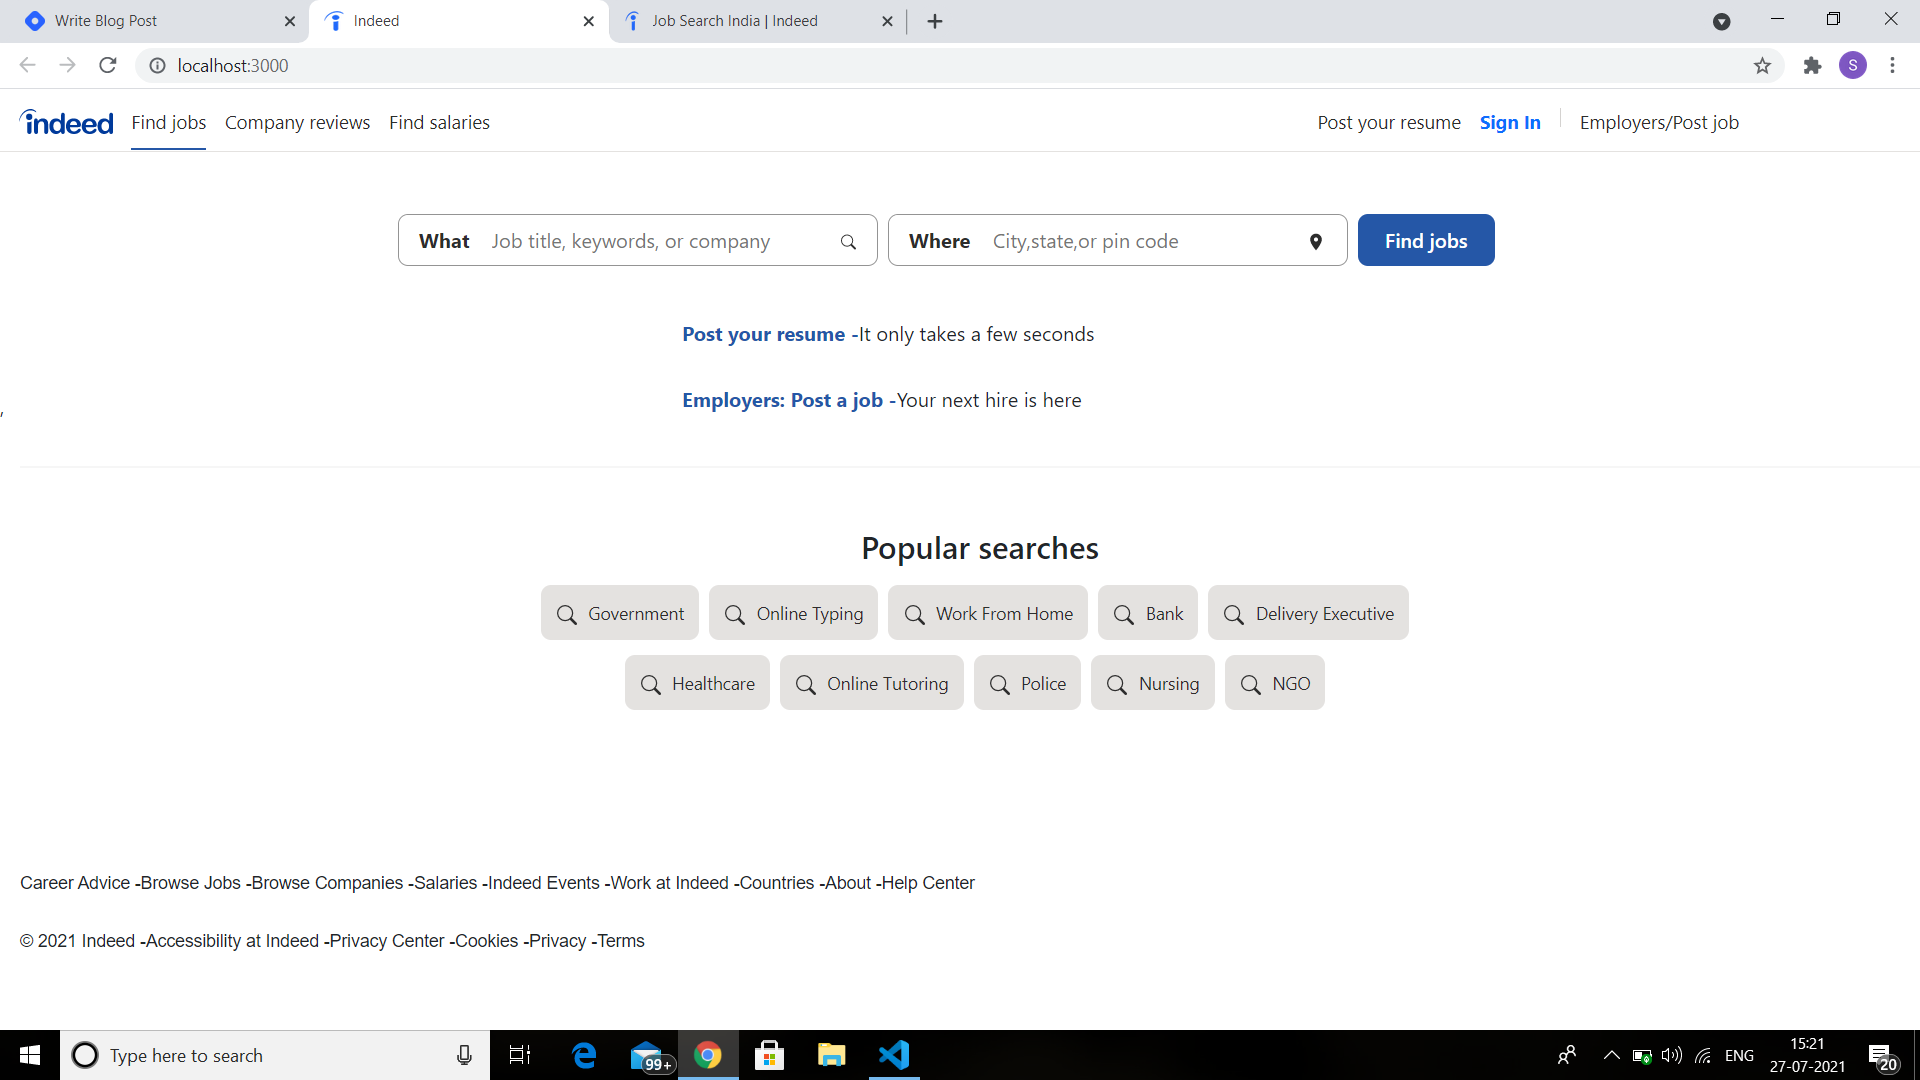 Write Blog Post
Indeed
Job Search India | Indeed
localhost:3000
S
indeed Find jobs Company reviews Find salaries Post your resume Sign In Employers/Post job
What Job title, keywords, or company Where City,state,or pin code Find jobs
Post your resume -It only takes a few seconds
Employers: Post a job -Your next hire is here
,
Popular searches
Government Online Typing Work From Home Bank Delivery Executive
Healthcare Online Tutoring Police Nursing NGO
Career Advice -Browse Jobs -Browse Companies -Salaries -Indeed Events -Work at Indeed -Countries -About -Help Center
© 2021 Indeed -Accessibility at Indeed -Privacy Center -Cookies -Privacy -Terms
Type here to search
99+
ENG
15:21
27-07-2021
20